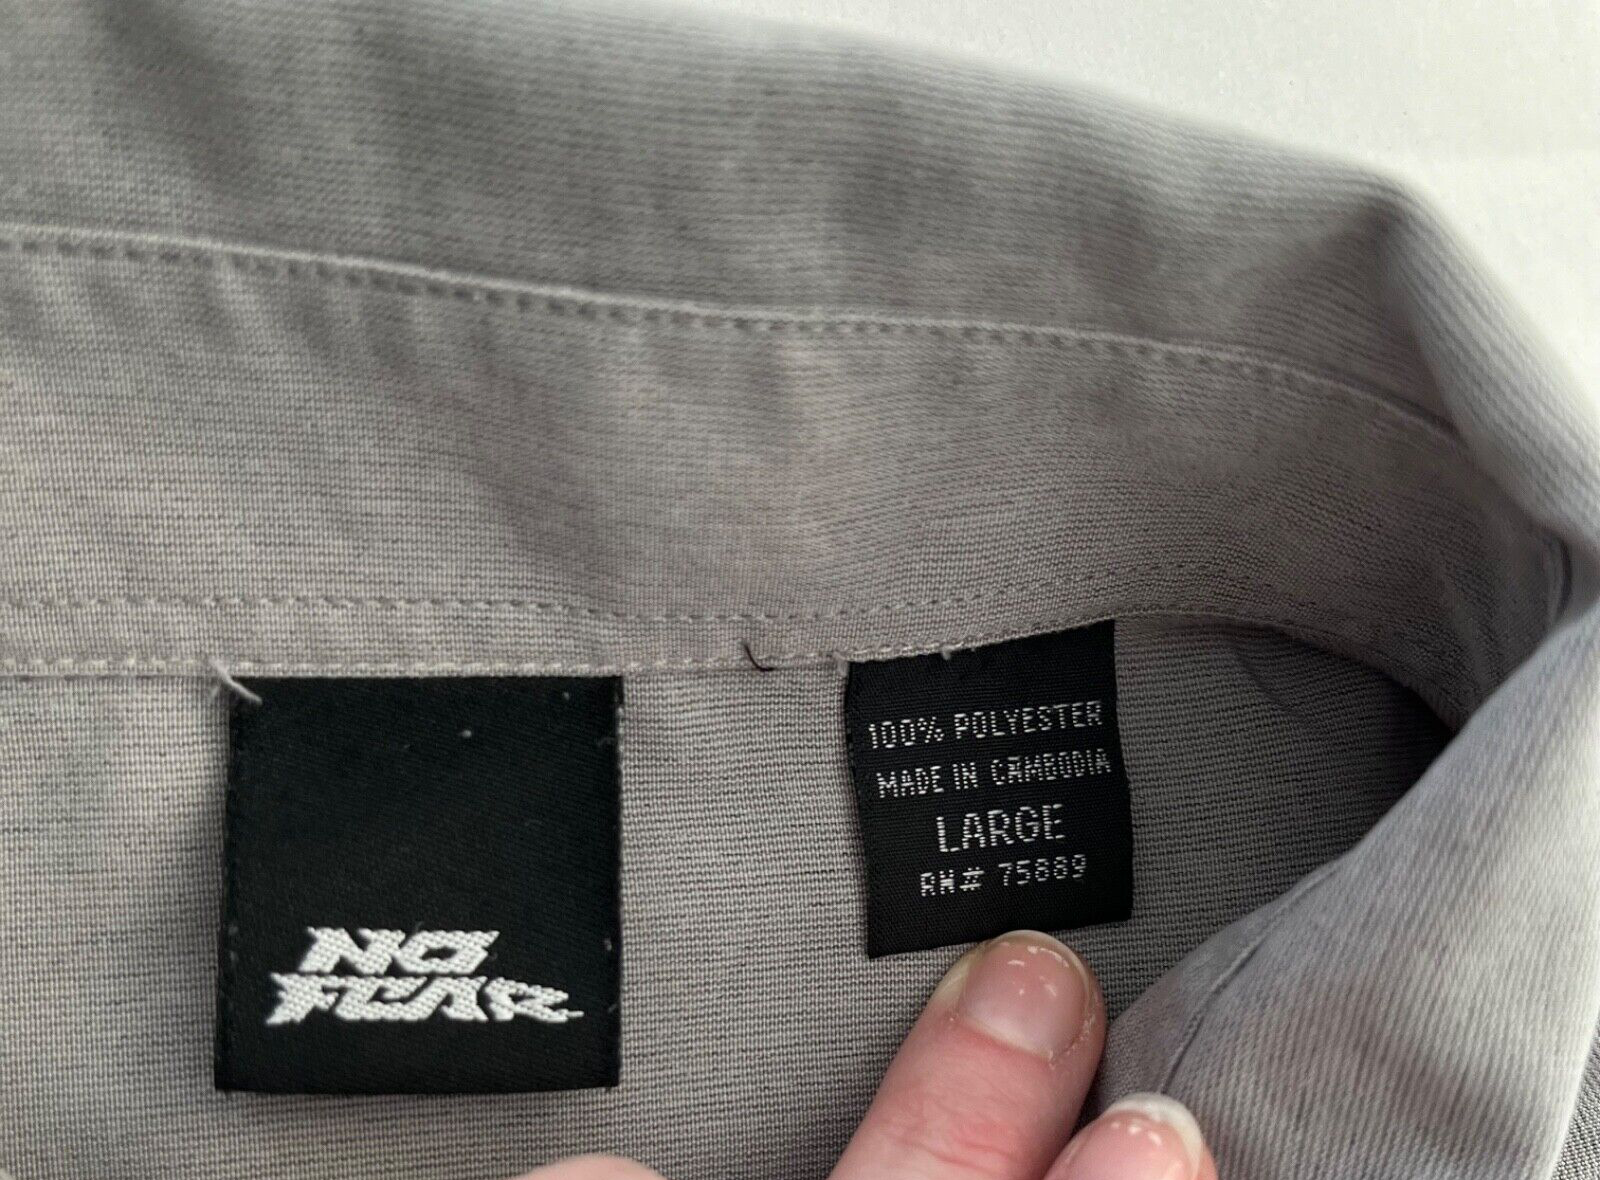 NO
FEAR
100% POLYESTER
MADE IN CAMBODIA
LARGE
RN# 75889